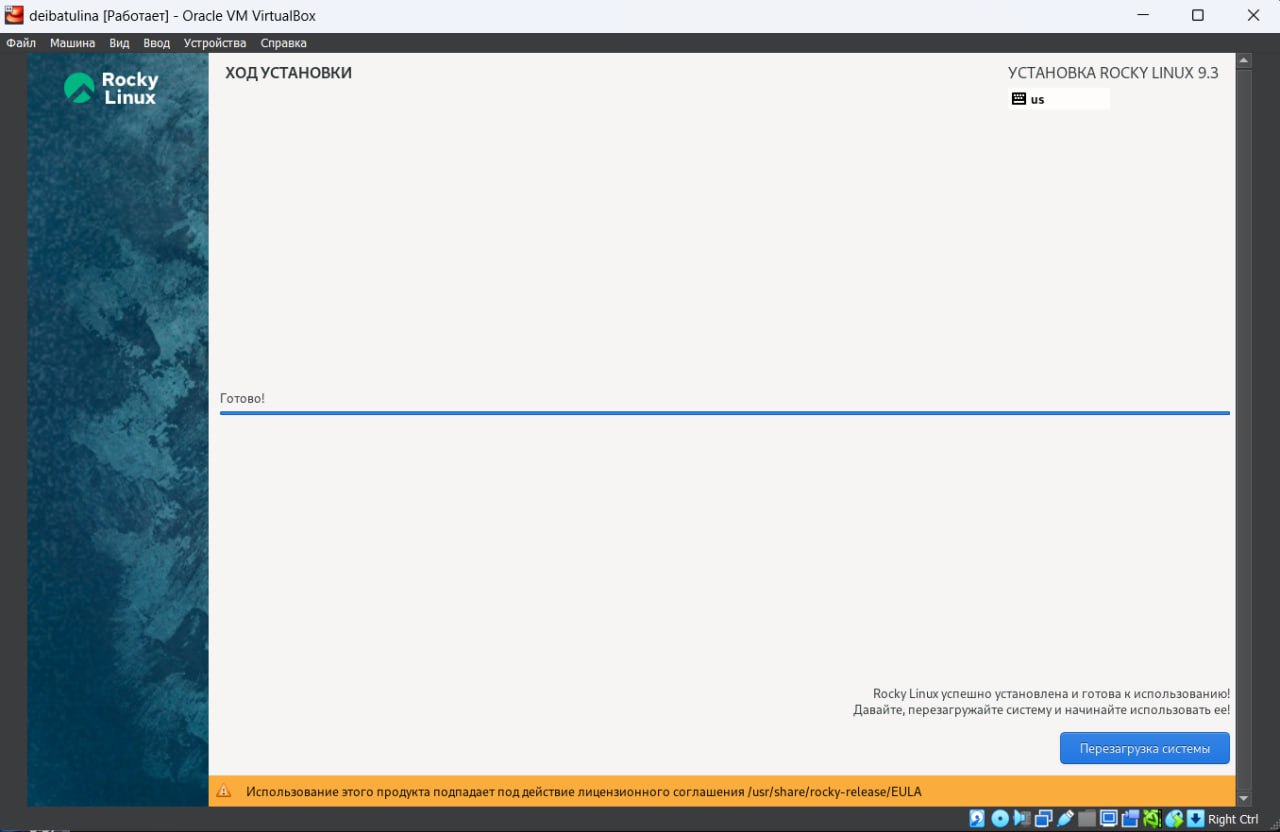 deibatulina [Работает] - Oracle VM VirtualBox
Файл Машина Вид Ввод Устройства Справка
Rocky
Linux
ХОД УСТАНОВКИ
УСТАНОВКА ROCKY LINUX 9.3
us
Готово!
Rocky Linux успешно установлена и готова к использованию!
Давайте, перезагружайте систему и начинайте использовать ее!
Перезагрузка системы
Использование этого продукта подпадает под действие лицензионного соглашения /usr/share/rocky-release/EULA
Right Ctrl